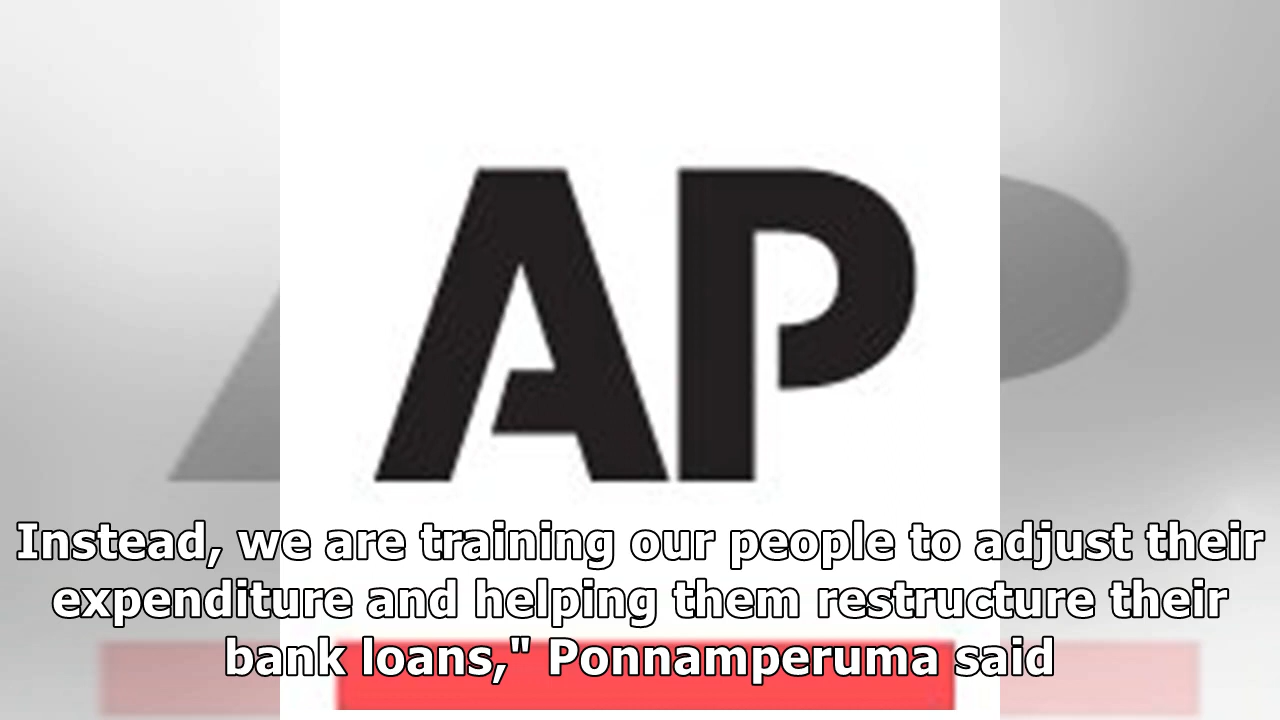 AP
Instead, we are training our people to adjust their
expenditure and helping them restructure their
bank loans," Ponnamperuma said